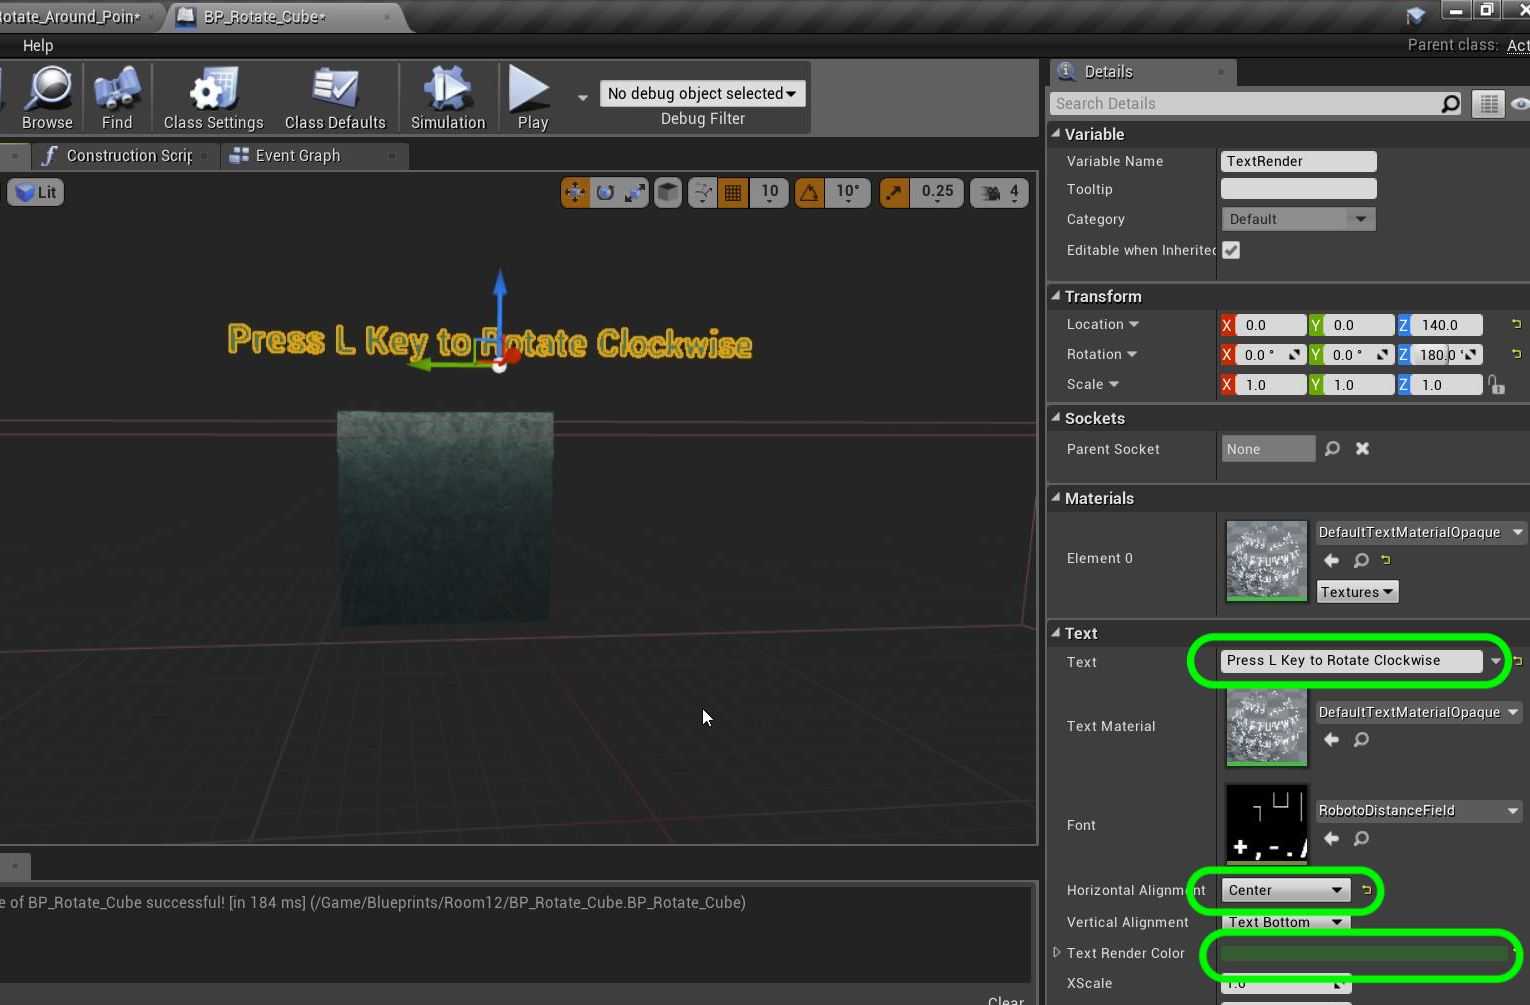 otate_Around_Poin*
BP_Rotate_Cube*
Help
Parent class: Act
Browse
Find
Class Settings
Class Defaults
Simulation
Play
No debug object selected
Debug Filter
Construction Scrip
Event Graph
Lit
10
10°
0.25
4
Press L Key to Rotate Clockwise
e of BP_Rotate_Cube successful! [in 184 ms] (/Game/Blueprints/Room12/BP_Rotate_Cube.BP_Rotate_Cube)
Clear
Details
Search Details
Variable
Variable Name TextRender
Tooltip
Category Default
Editable when Inherited
Transform
Location X 0.0 Y 0.0 Z 140.0
Rotation X 0.0 ° Y 0.0 ° Z 180.0 °
Scale X 1.0 Y 1.0 Z 1.0
Sockets
Parent Socket None
Materials
Element 0 DefaultTextMaterialOpaque
Textures
Text
Text Press L Key to Rotate Clockwise
Text Material DefaultTextMaterialOpaque
Font RobotoDistanceField
Horizontal Alignment Center
Vertical Alignment Text Bottom
Text Render Color
XScale 1.0